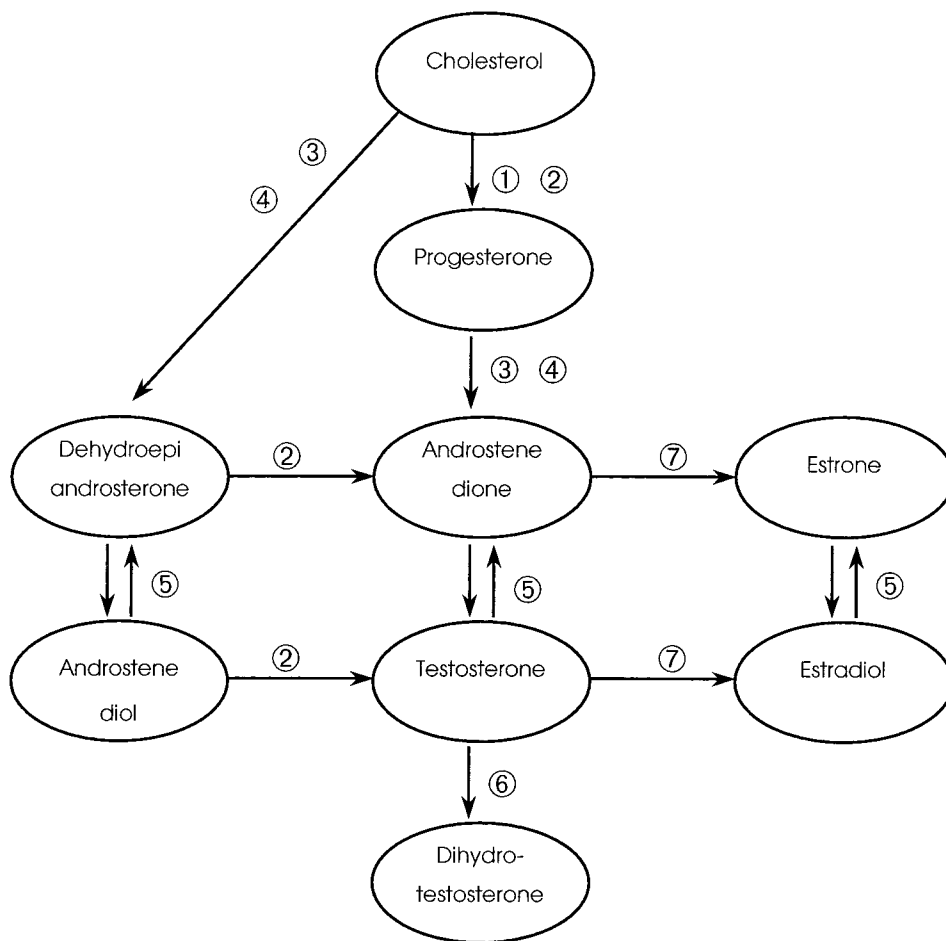 Cholesterol
③
④
① ②
Progesterone
③ ④
Dehydroepi
androsterone
②
Androstene
dione
⑦
Estrone
⑤
⑤
⑤
Androstene
diol
②
Testosterone
⑦
Estradiol
⑥
Dihydro-
testosterone